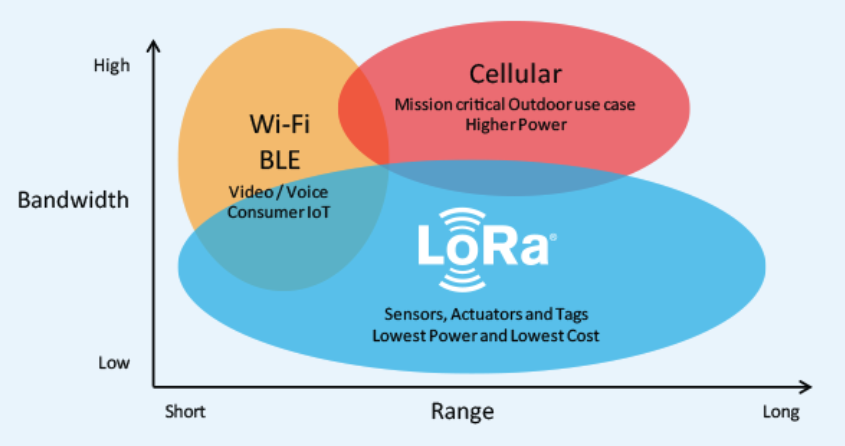 High
Cellular
Mission critical Outdoor use case
Higher Power
Wi-Fi
BLE
Video / Voice
Consumer IoT
Bandwidth
LoRa®
Sensors, Actuators and Tags
Lowest Power and Lowest Cost
Low
Short
Range
Long